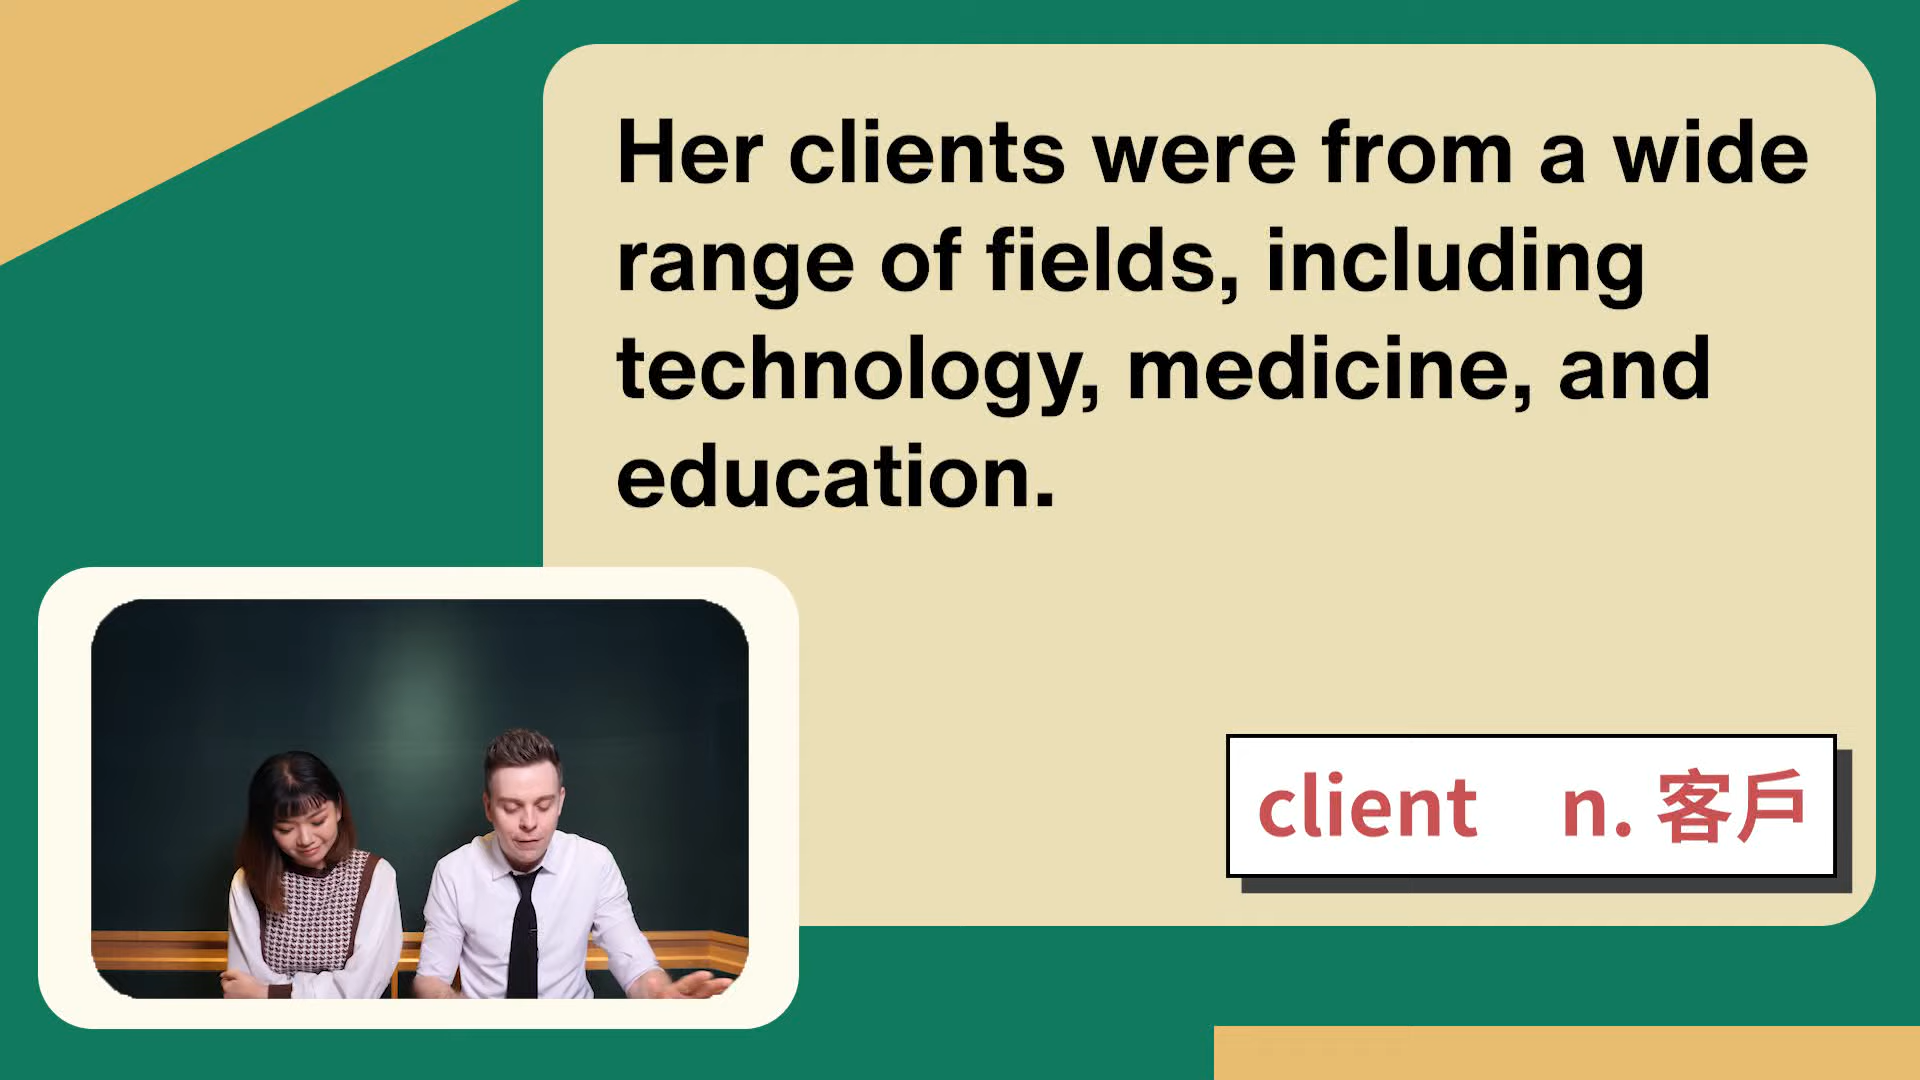 Her clients were from a wide
range of fields, including
technology, medicine, and
education.
client n. 客戶